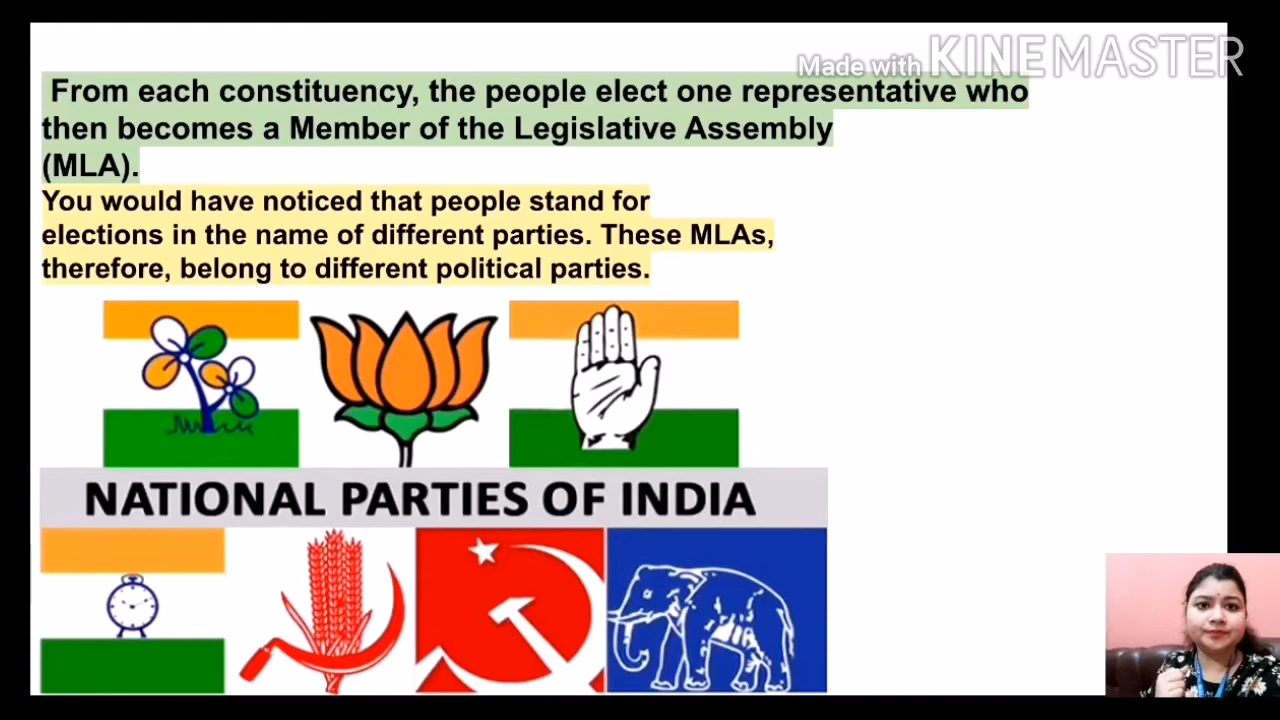 Made with KINEMASTER
From each constituency, the people elect one representative who
then becomes a Member of the Legislative Assembly
(MLA).
You would have noticed that people stand for
elections in the name of different parties. These MLAs,
therefore, belong to different political parties.
NATIONAL PARTIES OF INDIA